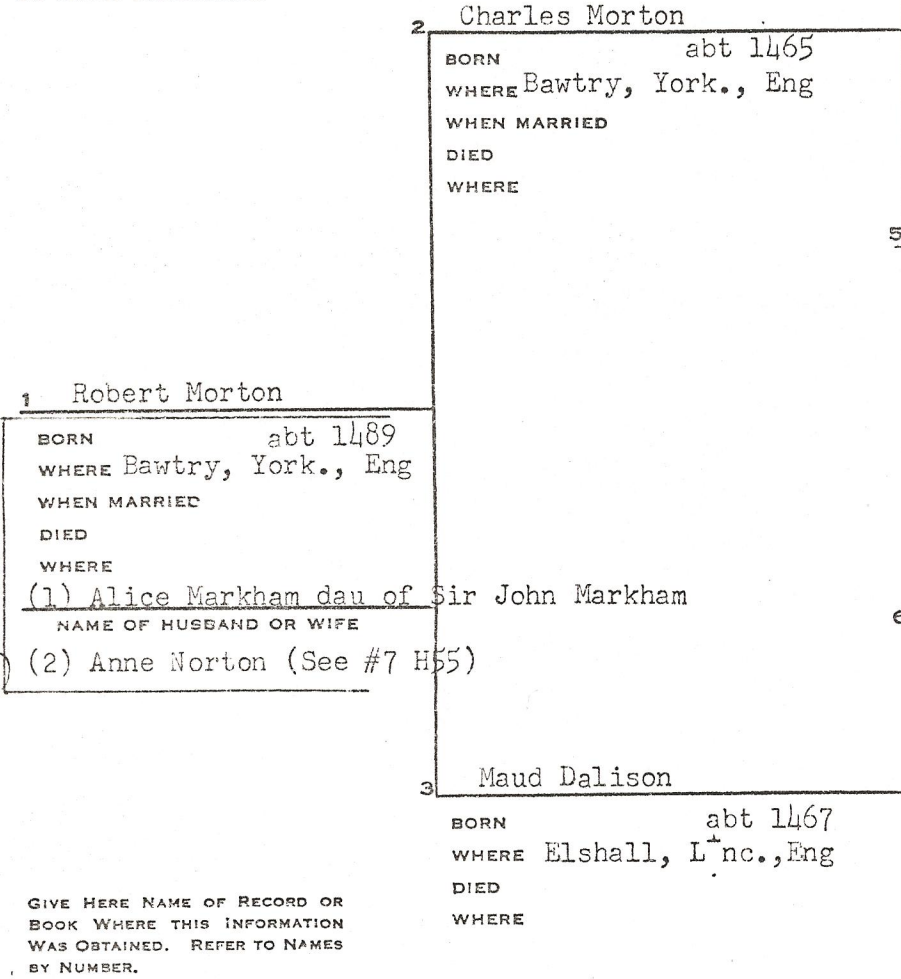 2 Charles Morton
BORN abt 1465
WHERE Bawtry, York., Eng
WHEN MARRIED
DIED
WHERE
5
1 Robert Morton
BORN abt 1489
WHERE Bawtry, York., Eng
WHEN MARRIED
DIED
WHERE
(1) Alice Markham dau of Sir John Markham
NAME OF HUSBAND OR WIFE
(2) Anne Norton (See #7 H55)
6
3 Maud Dalison
BORN abt 1467
WHERE Elshall, Linc.,Eng
DIED
WHERE
GIVE HERE NAME OF RECORD OR
BOOK WHERE THIS INFORMATION
WAS OBTAINED. REFER TO NAMES
BY NUMBER.